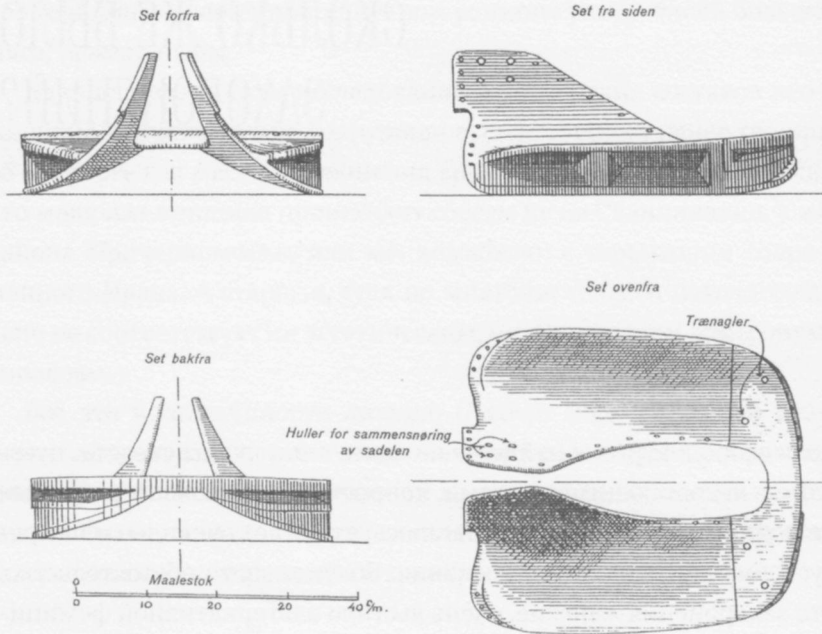 Set forfra
Set fra siden
Set ovenfra
Trænagler
Set bakfra
Huller for sammensnøring
av sadelen
Maalestok
0
10 20 30 40 c/m.